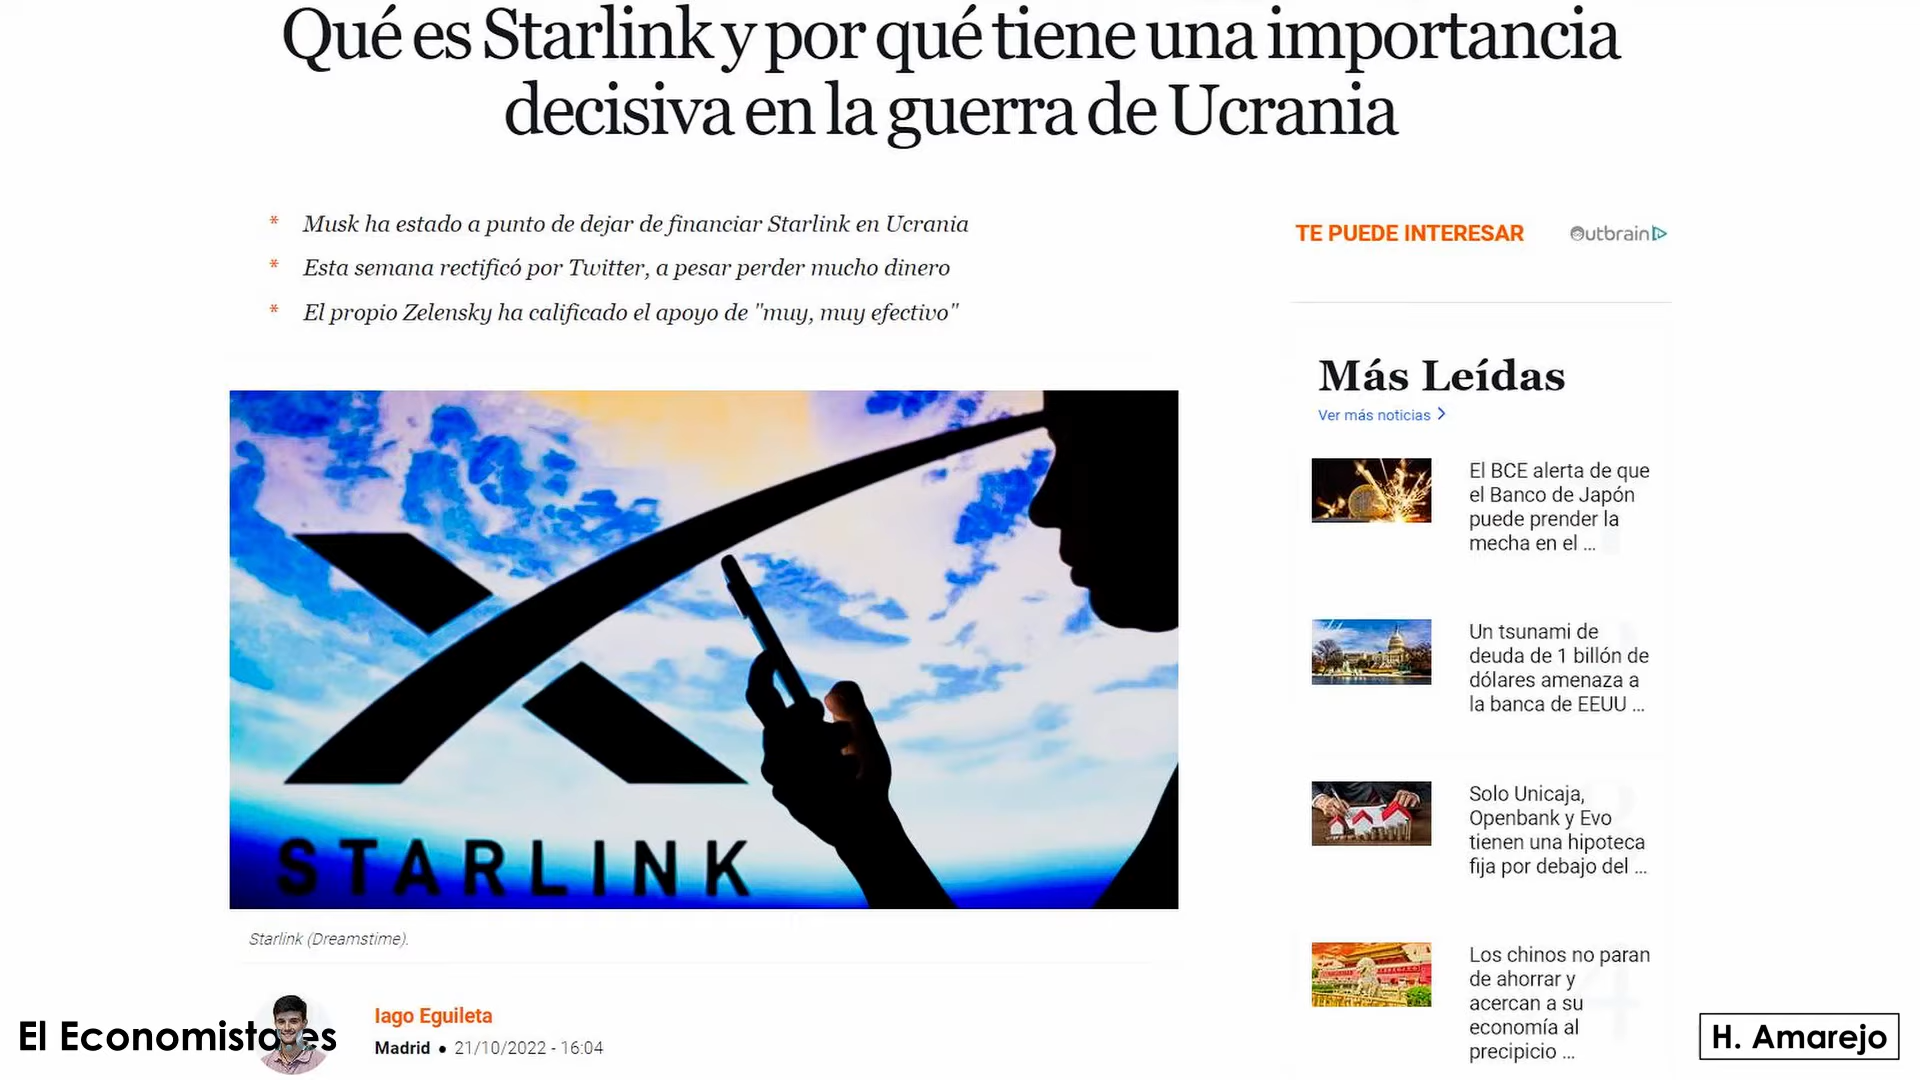 Qué es Starlink y por qué tiene una importancia
decisiva en la guerra de Ucrania
* Musk ha estado a punto de dejar de financiar Starlink en Ucrania
* Esta semana rectificó por Twitter, a pesar perder mucho dinero
* El propio Zelensky ha calificado el apoyo de "muy, muy efectivo"
STARLINK
Starlink (Dreamstime).
Iago Eguileta
Madrid • 21/10/2022 - 16:04
TE PUEDE INTERESAR
Outbrain
Más Leídas
Ver más noticias
El BCE alerta de que
el Banco de Japón
puede prender la
mecha en el ...
Un tsunami de
deuda de 1 billón de
dólares amenaza a
la banca de EEUU ...
Solo Unicaja,
Openbank y Evo
tienen una hipoteca
fija por debajo del ...
Los chinos no paran
de ahorrar y
acercan a su
economía al
precipicio ...
El Economista.es
H. Amarejo